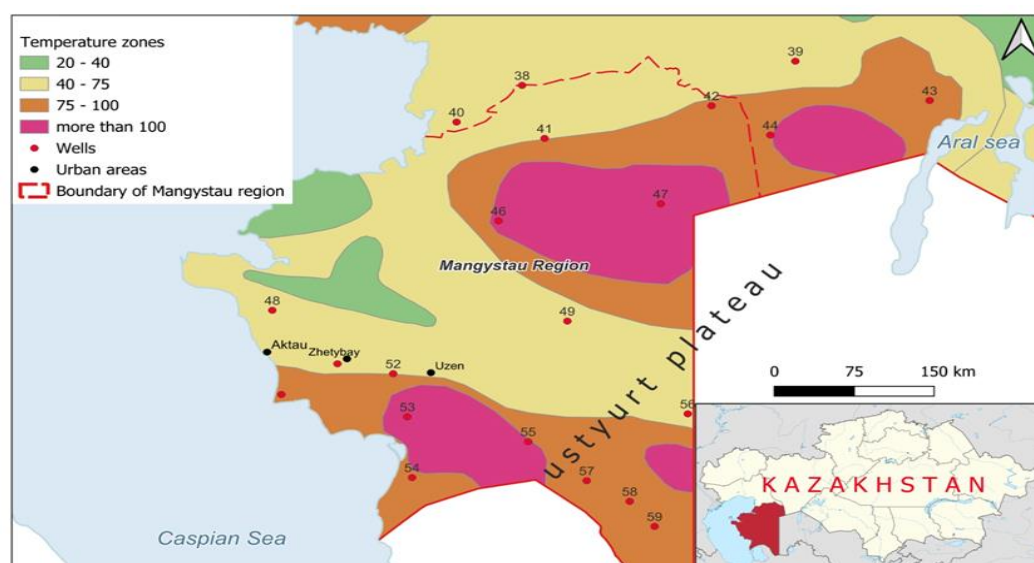 Temperature zones
20 - 40
40 - 75
75 - 100
more than 100
Wells
Urban areas
Boundary of Mangystau region
39
38
43
42
40
44
41
Aral sea
47
46
Mangystau Region
48
49
ustyurt plateau
Aktau
Zhetybay
52
Uzen
0 75 150 km
53
56
55
54
57
58
59
KAZAKHSTAN
Caspian Sea